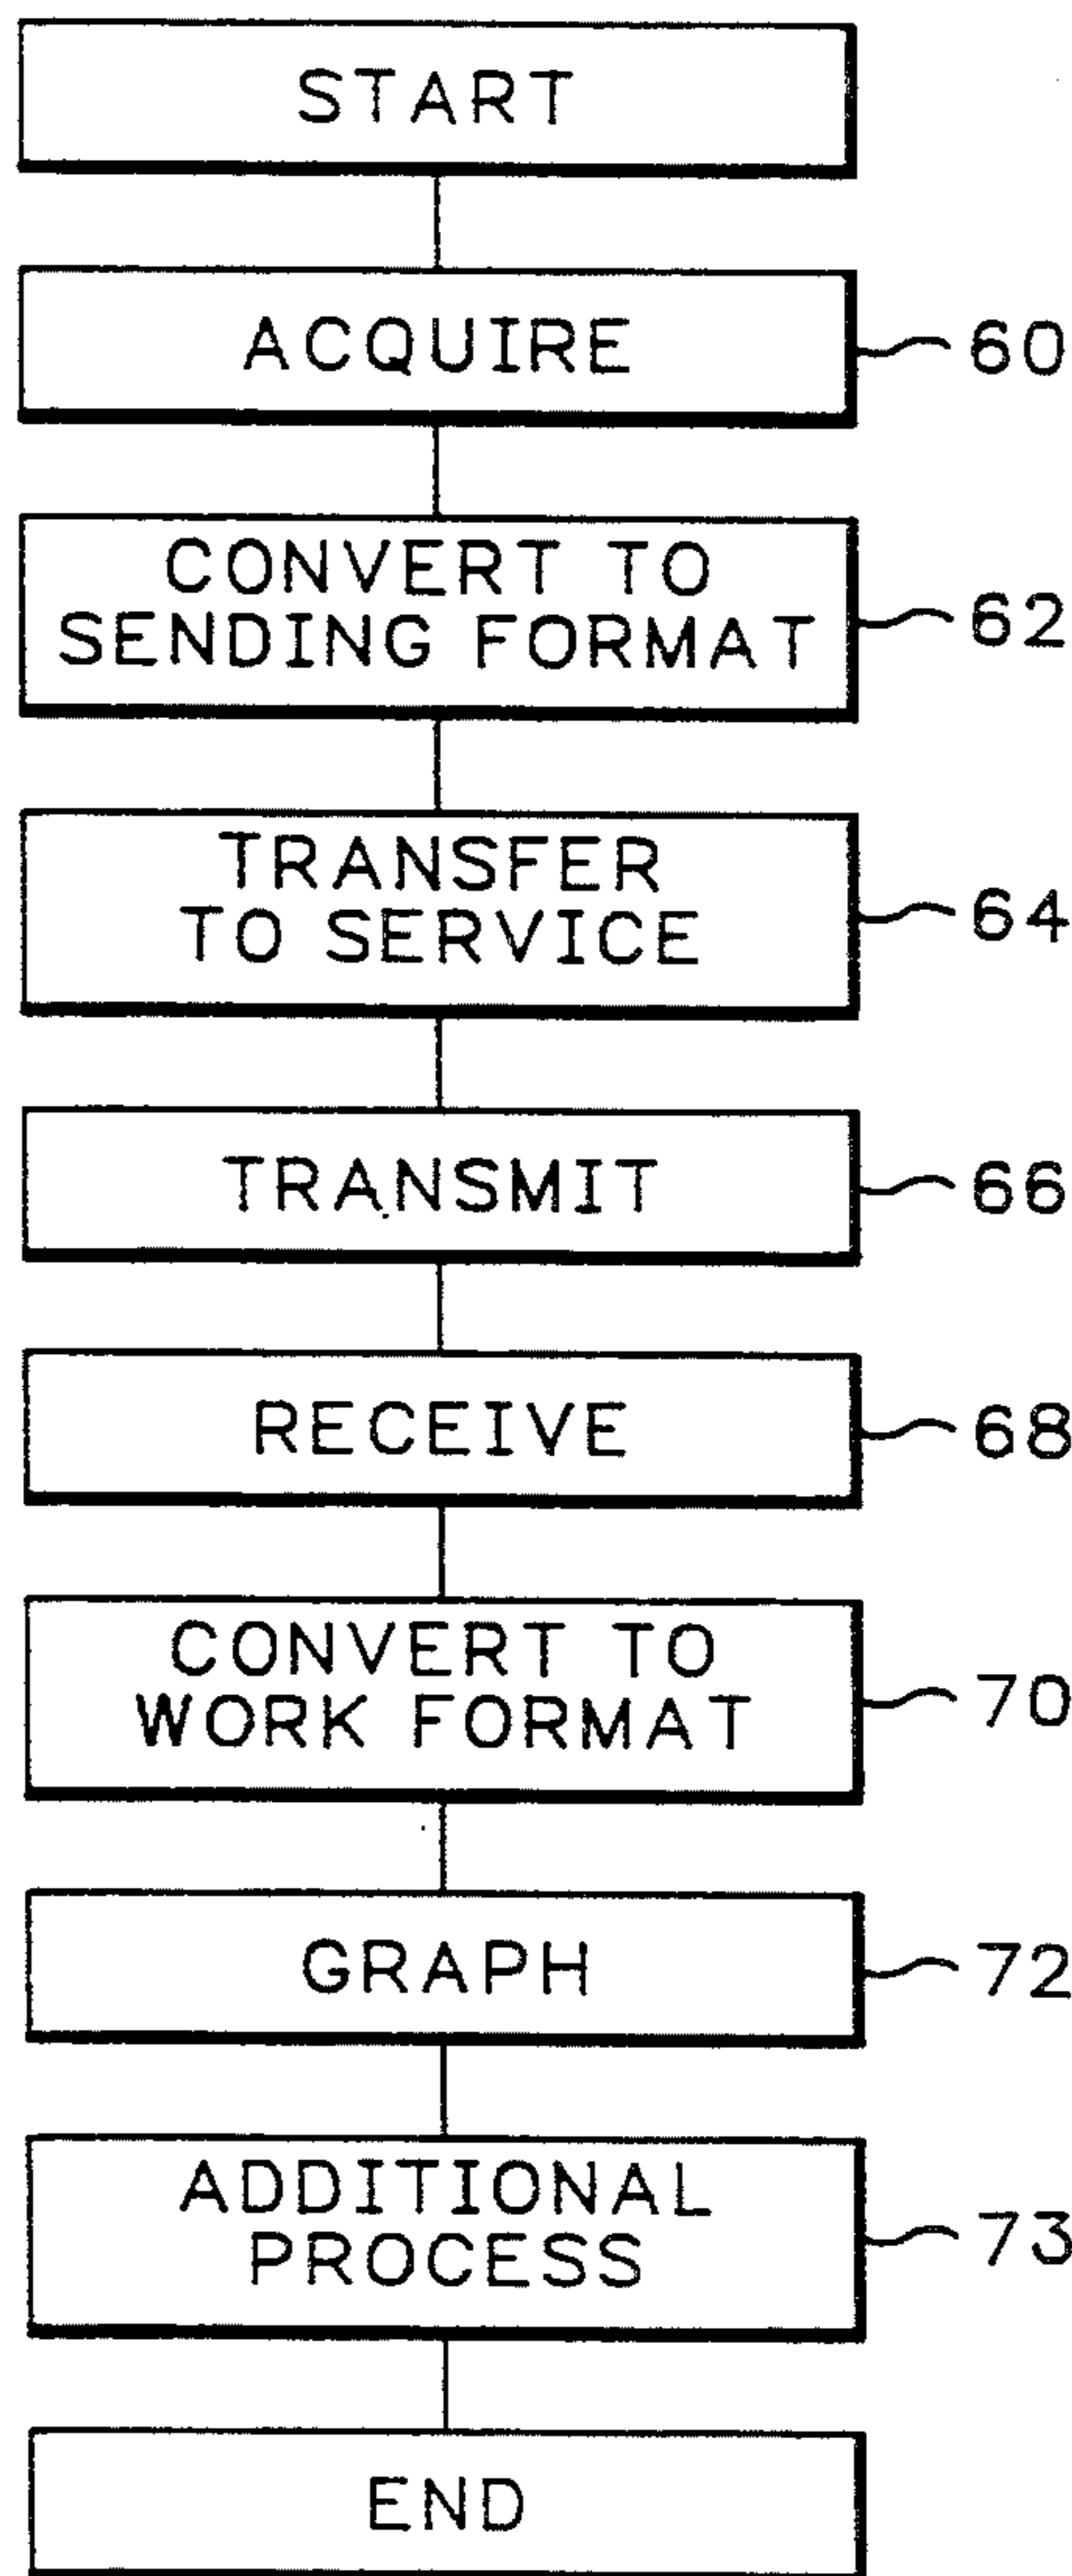 START
ACQUIRE 60
CONVERT TO
SENDING FORMAT 62
TRANSFER
TO SERVICE 64
TRANSMIT 66
RECEIVE 68
CONVERT TO
WORK FORMAT 70
GRAPH 72
ADDITIONAL
PROCESS 73
END